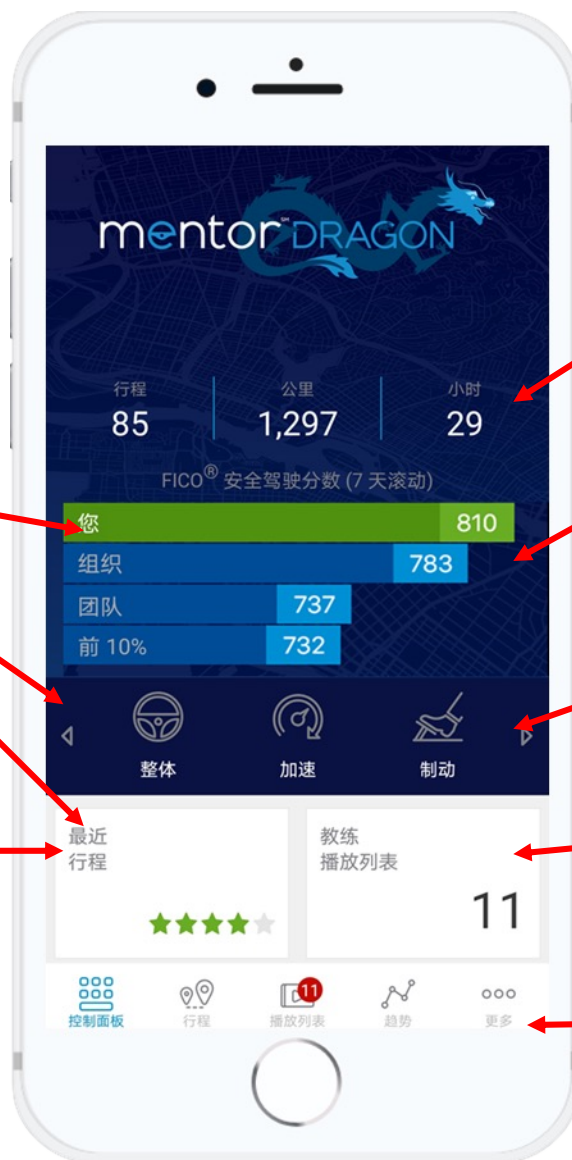 mentor℠ DRAGON
行程 公里 小时
85 1,297 29
FICO® 安全驾驶分数 (7 天滚动)
您 810
组织 783
团队 737
前 10% 732
整体 加速 制动
最近
行程
教练
播放列表
11
11
控制面板 行程 播放列表 趋势 更多